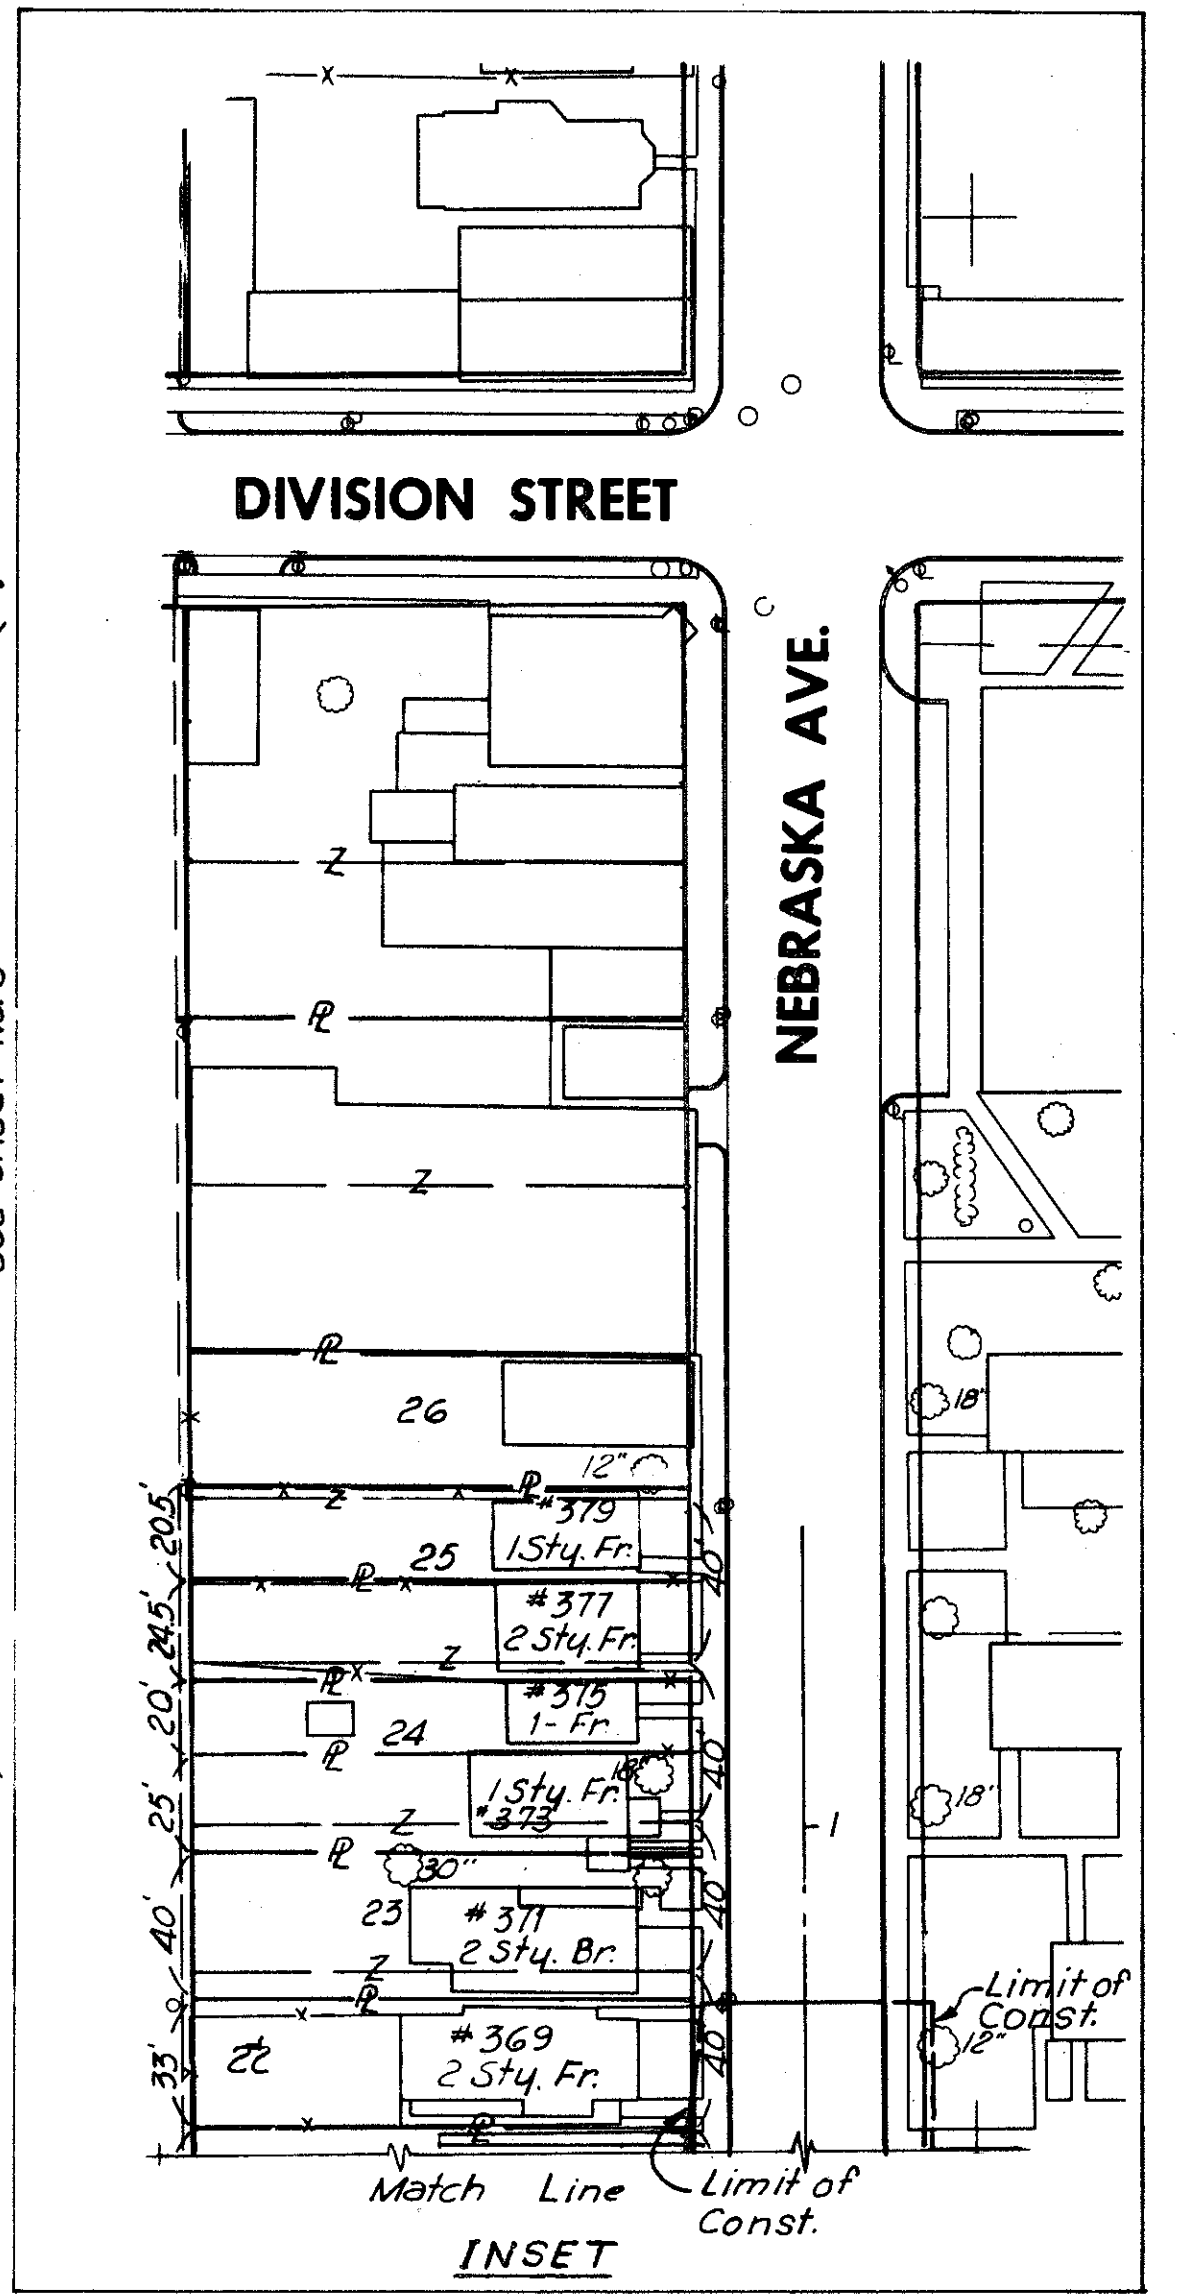 DIVISION STREET
NEBRASKA AVE.
Z
PL
Z
PL
26
12"
PL
Z
20.5'
#379
1 Sty. Fr.
25
40
PL
24.5'
#377
2 Sty. Fr.
Z
PL
20'
#375
1- Fr.
24
PL
18"
1 Sty. Fr.
#373
40
25'
Z
PL
30"
23
#371
2 Sty. Br.
40
40'
Z
PL
#369
2 Sty. Fr.
22
33'
40
PL
1
18"
18"
Limit of
Const.
12"
Match Line
Limit of
Const.
INSET